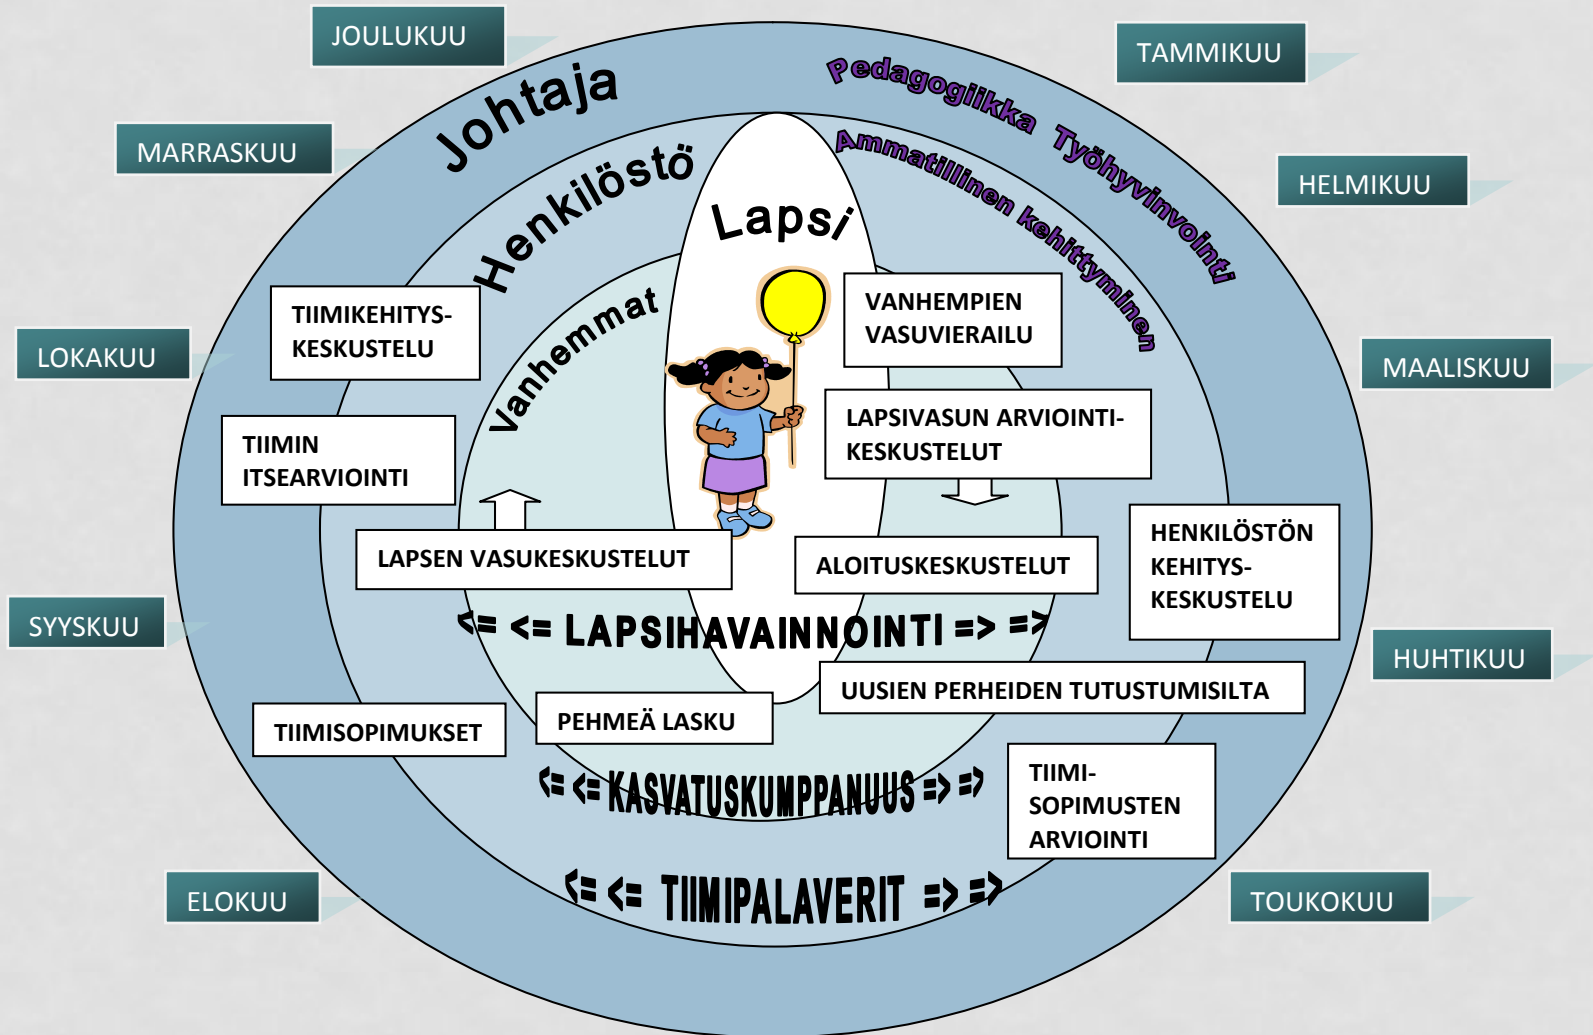 JOULUKUU
TAMMIKUU
Johtaja
Pedagogiikka Työhyvinvointi
MARRASKUU
HELMIKUU
Henkilöstö
Ammatillinen kehittyminen
Lapsi
Vanhemmat
TIIMIKEHITYS-
KESKUSTELU
VANHEMPIEN
VASUVIERAILU
LOKAKUU
MAALISKUU
TIIMIN
ITSEARVIOINTI
LAPSIVASUN ARVIOINTI-
KESKUSTELUT
LAPSEN VASUKESKUSTELUT
ALOITUSKESKUSTELUT
HENKILÖSTÖN
KEHITYS-
KESKUSTELU
SYYSKUU
<= <= LAPSIHAVAINNOINTI => =>
HUHTIKUU
UUSIEN PERHEIDEN TUTUSTUMISILTA
TIIMISOPIMUKSET
PEHMEÄ LASKU
<= <= KASVATUSKUMPPANUUS => =>
TIIMI-
SOPIMUSTEN
ARVIOINTI
ELOKUU
<= <= TIIMIPALAVERIT => =>
TOUKOKUU